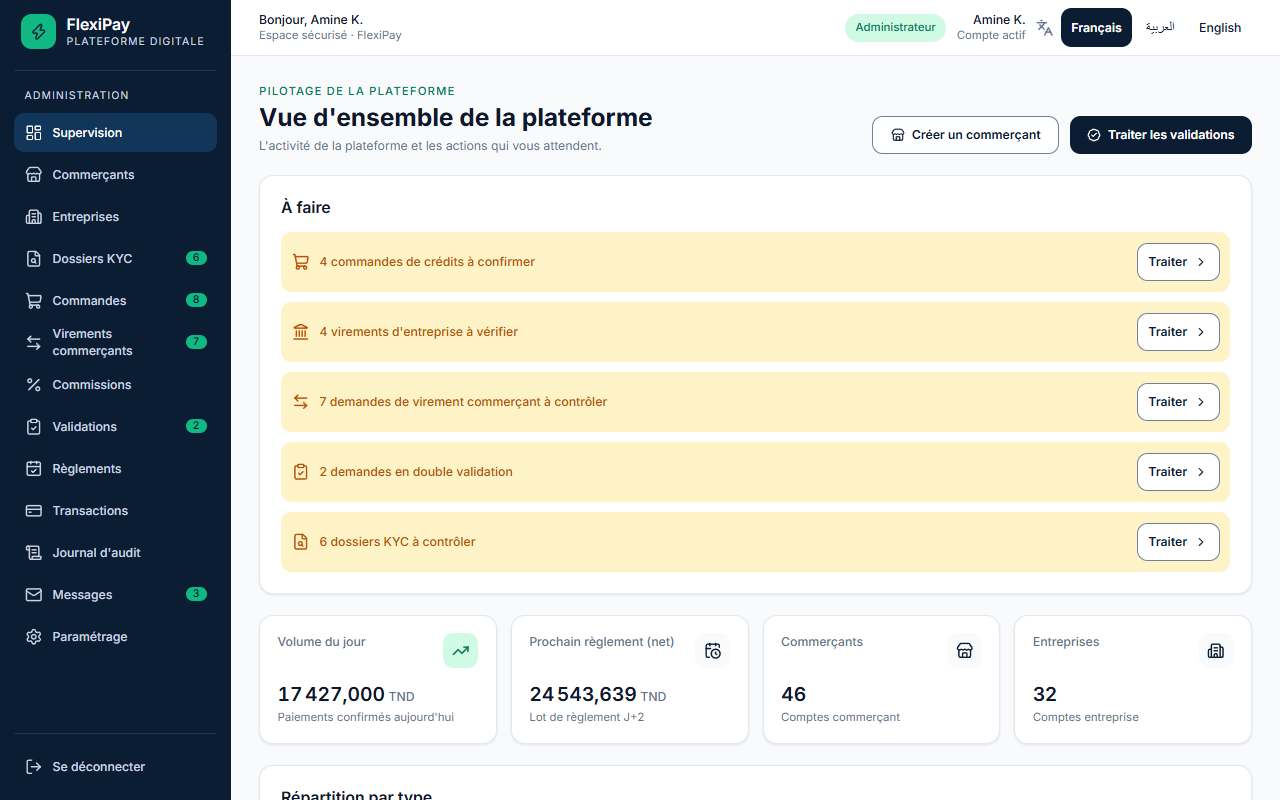 FlexiPay
PLATEFORME DIGITALE
ADMINISTRATION
Supervision
Commerçants
Entreprises
Dossiers KYC 6
Commandes 8
Virements
commerçants 7
Commissions
Validations 2
Règlements
Transactions
Journal d'audit
Messages 3
Paramétrage
Se déconnecter
Bonjour, Amine K.
Espace sécurisé · FlexiPay
Administrateur
Amine K.
Compte actif
Français
العربية
English
PILOTAGE DE LA PLATEFORME
Vue d'ensemble de la plateforme
L'activité de la plateforme et les actions qui vous attendent.
Créer un commerçant
Traiter les validations
À faire
4 commandes de crédits à confirmer
Traiter
4 virements d'entreprise à vérifier
Traiter
7 demandes de virement commerçant à contrôler
Traiter
2 demandes en double validation
Traiter
6 dossiers KYC à contrôler
Traiter
Volume du jour
17 427,000 TND
Paiements confirmés aujourd'hui
Prochain règlement (net)
24 543,639 TND
Lot de règlement J+2
Commerçants
46
Comptes commerçant
Entreprises
32
Comptes entreprise
Répartition par type